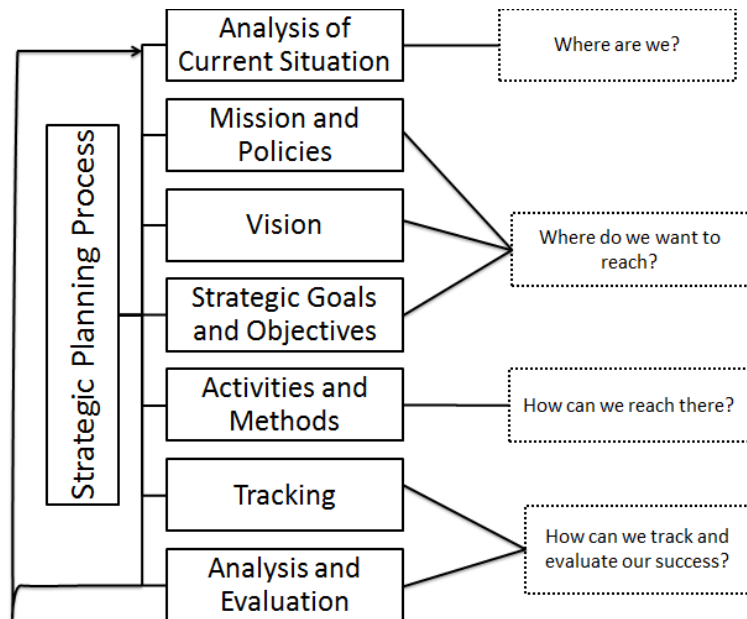 Analysis of
Current Situation
Where are we?
Strategic Planning Process
Mission and
Policies
Vision
Where do we want to
reach?
Strategic Goals
and Objectives
Activities and
Methods
How can we reach there?
Tracking
How can we track and
evaluate our success?
Analysis and
Evaluation